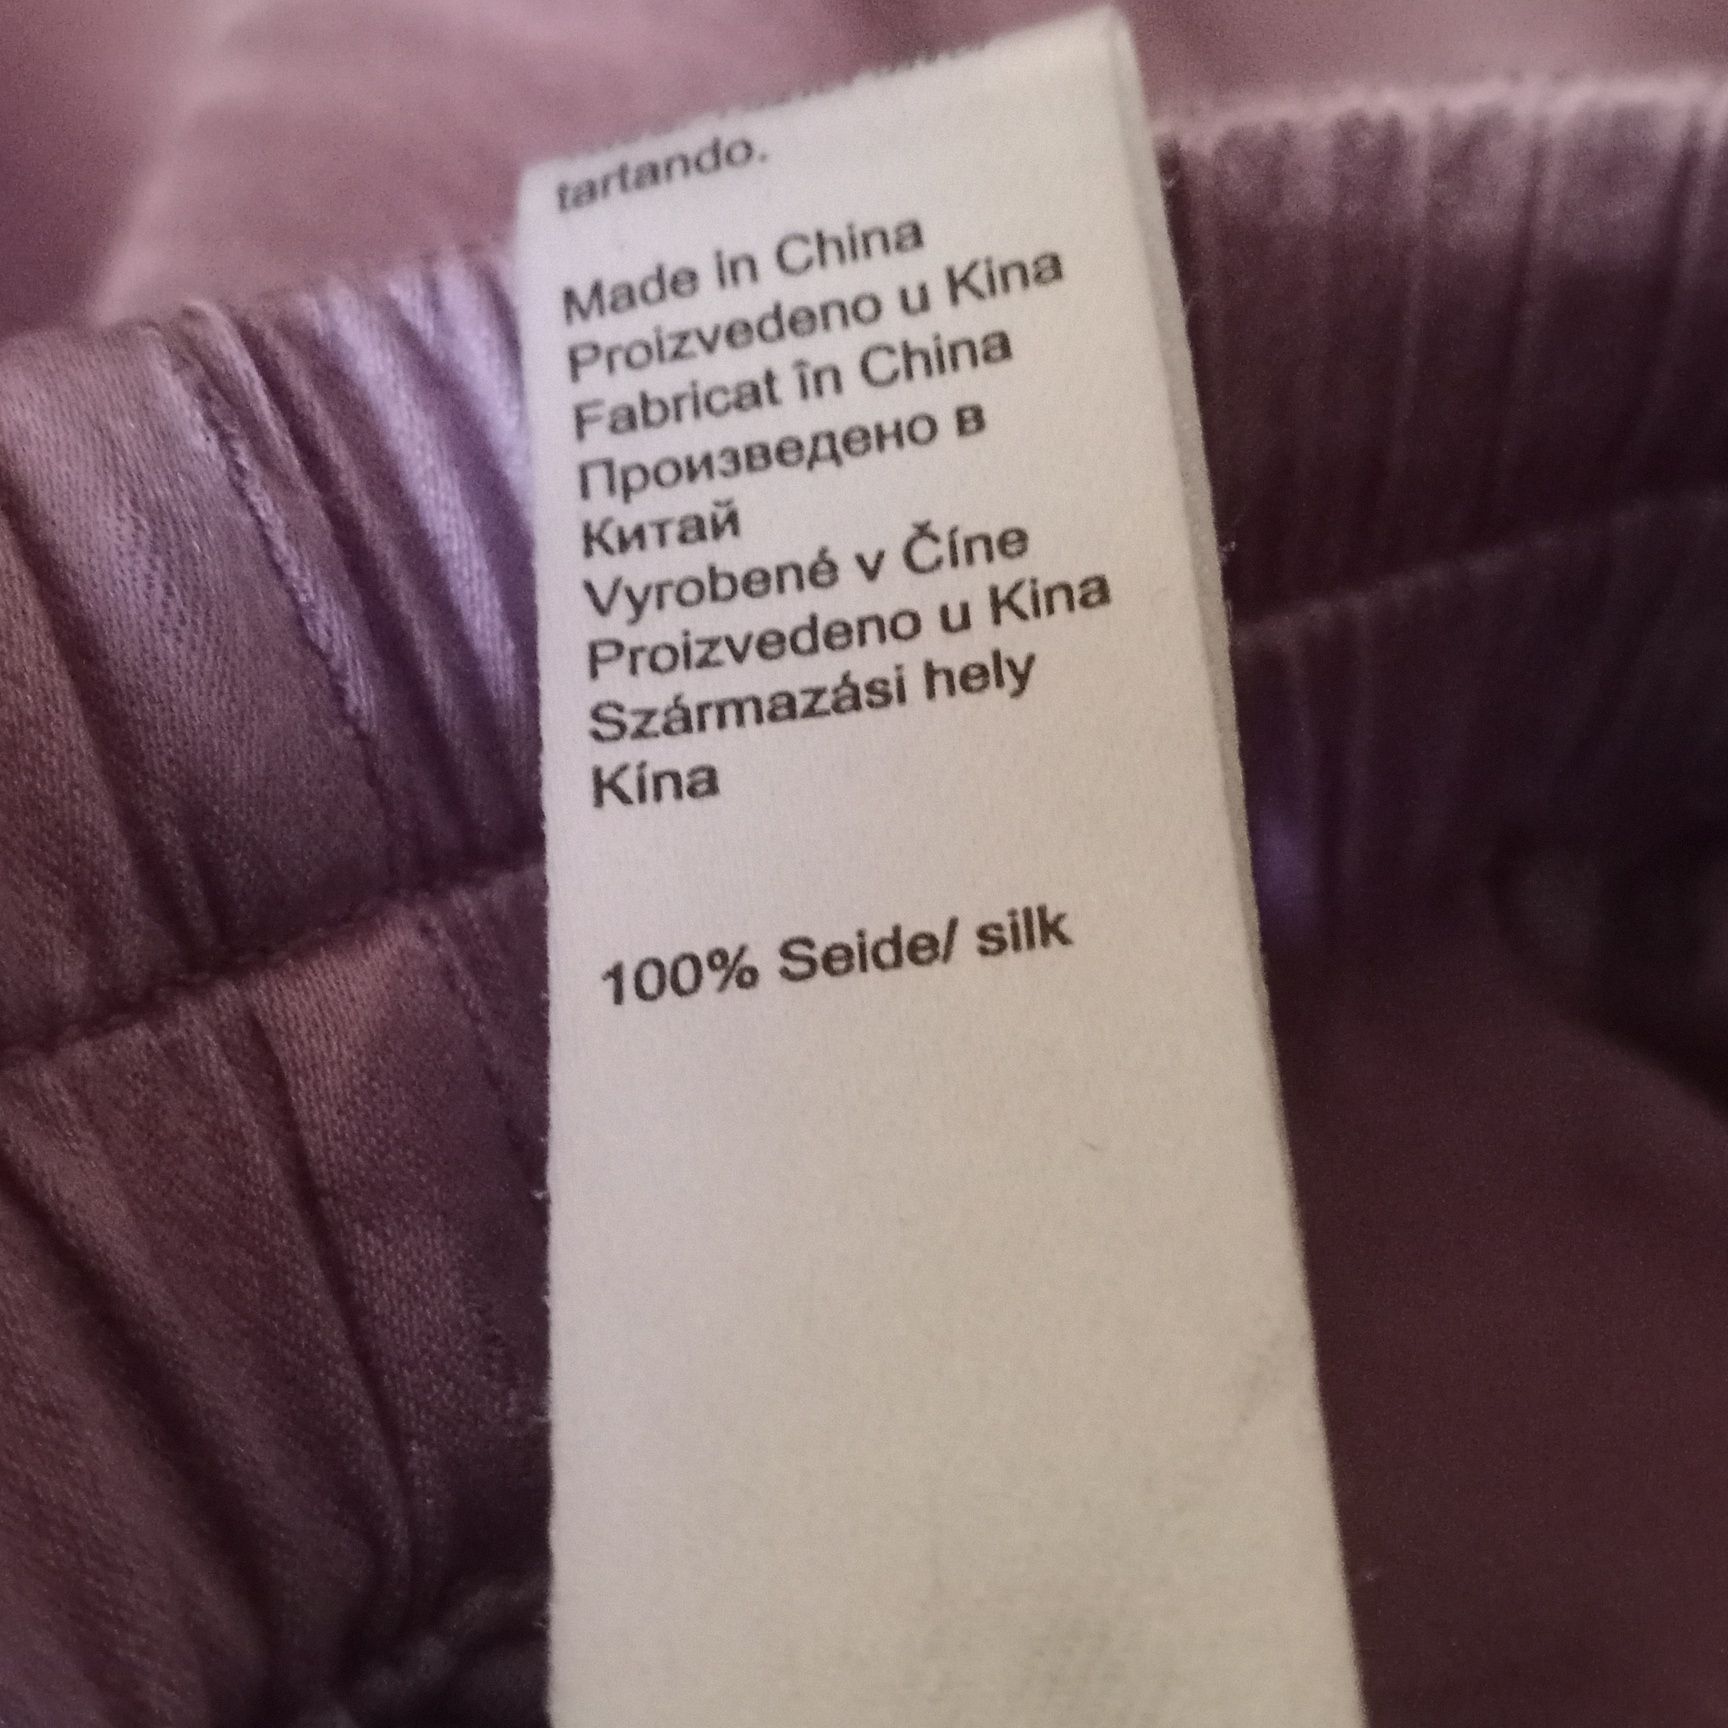 tartando.
Made in China
Proizvedeno u Kina
Fabricat în China
Произведено в
Китай
Vyrobené v Číne
Proizvedeno u Kina
Származási hely
Kína
100% Seide/ silk